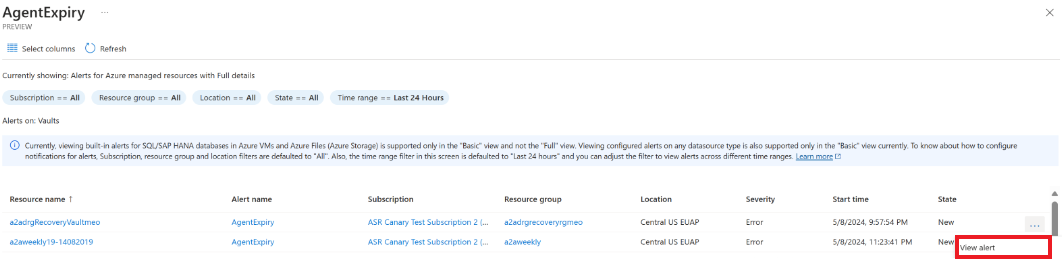 AgentExpiry ...
PREVIEW
Select columns Refresh
Currently showing: Alerts for Azure managed resources with Full details
Subscription == All Resource group == All Location == All State == All Time range == Last 24 Hours
Alerts on: Vaults
Currently, viewing built-in alerts for SQL/SAP HANA databases in Azure VMs and Azure Files (Azure Storage) is supported only in the "Basic" view and not the "Full" view. Viewing configured alerts on any datasource type is also supported only in the "Basic" view currently. To know about how to configure
notifications for alerts, Subscription, resource group and location filters are defaulted to "All". Also, the time range filter in this screen is defaulted to "Last 24 hours" and you can adjust the filter to view alerts across different time ranges. Learn more
Resource name ↑ Alert name Subscription Resource group Location Severity Start time State
a2adrgRecoveryVaultmeo AgentExpiry ASR Canary Test Subscription 2 (... a2adrgrecoveryrgmeo Central US EUAP Error 5/8/2024, 9:57:54 PM New ...
a2aweekly19-14082019 AgentExpiry ASR Canary Test Subscription 2 (... a2aweekly Central US EUAP Error 5/8/2024, 11:23:41 PM New
View alert